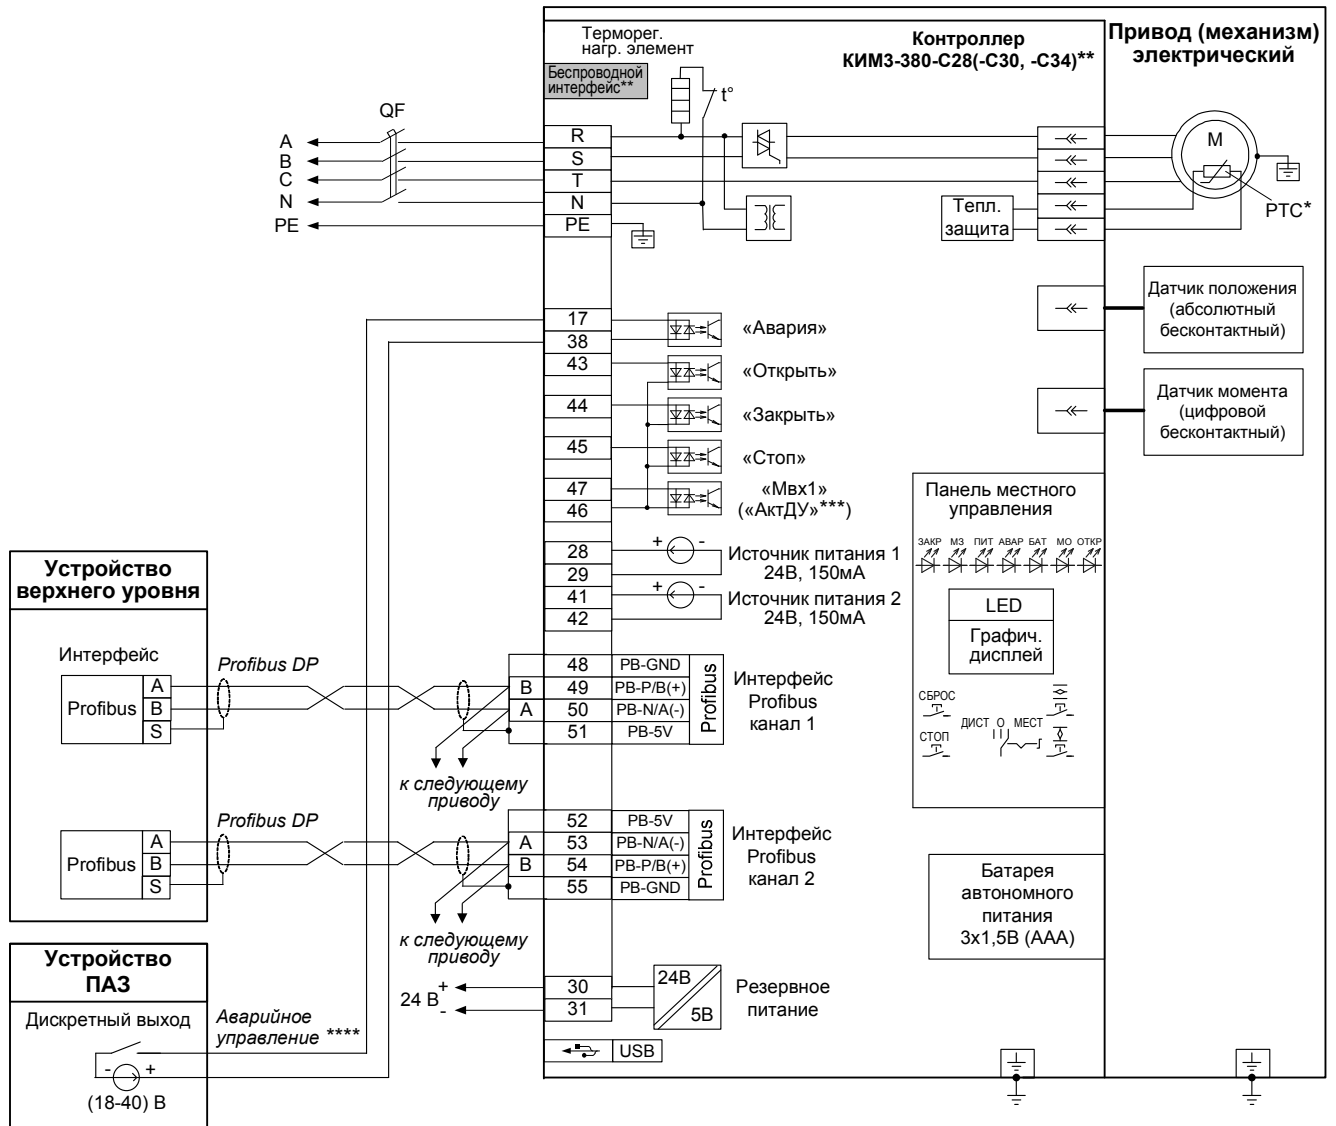 Терморег.
нагр. элемент
Беспроводной
интерфейс**
Контроллер
КИМ3-380-С28(-С30, -С34)**
Привод (механизм)
электрический
t°
QF
A
B
C
N
PE
R
S
T
N
PE
Тепл.
защита
M
PTC*
Датчик положения
(абсолютный
бесконтактный)
Датчик момента
(цифровой
бесконтактный)
17
38
43
44
45
47
46
«Авария»
«Открыть»
«Закрыть»
«Стоп»
«Мвх1»
(«АктДУ»***)
28
29
41
42
+ -
Источник питания 1
24В, 150мА
+ -
Источник питания 2
24В, 150мА
Панель местного
управления
ЗАКР МЗ ПИТ АВАР БАТ МО ОТКР
LED
Графич.
дисплей
СБРОС
СТОП
ДИСТ О МЕСТ
Устройство
верхнего уровня
Интерфейс
Profibus
A
B
S
Profibus DP
B
A
48 PB-GND
49 PB-P/B(+)
50 PB-N/A(-)
51 PB-5V
Profibus
Интерфейс
Profibus
канал 1
к следующему
приводу
Profibus
A
B
S
Profibus DP
A
B
52 PB-5V
53 PB-N/A(-)
54 PB-P/B(+)
55 PB-GND
Profibus
Интерфейс
Profibus
канал 2
к следующему
приводу
Батарея
автономного
питания
3x1,5В (ААА)
24 В
+
-
30
31
24В
5В
Резервное
питание
USB
Устройство
ПАЗ
Дискретный выход
- +
(18-40) В
Аварийное
управление ****